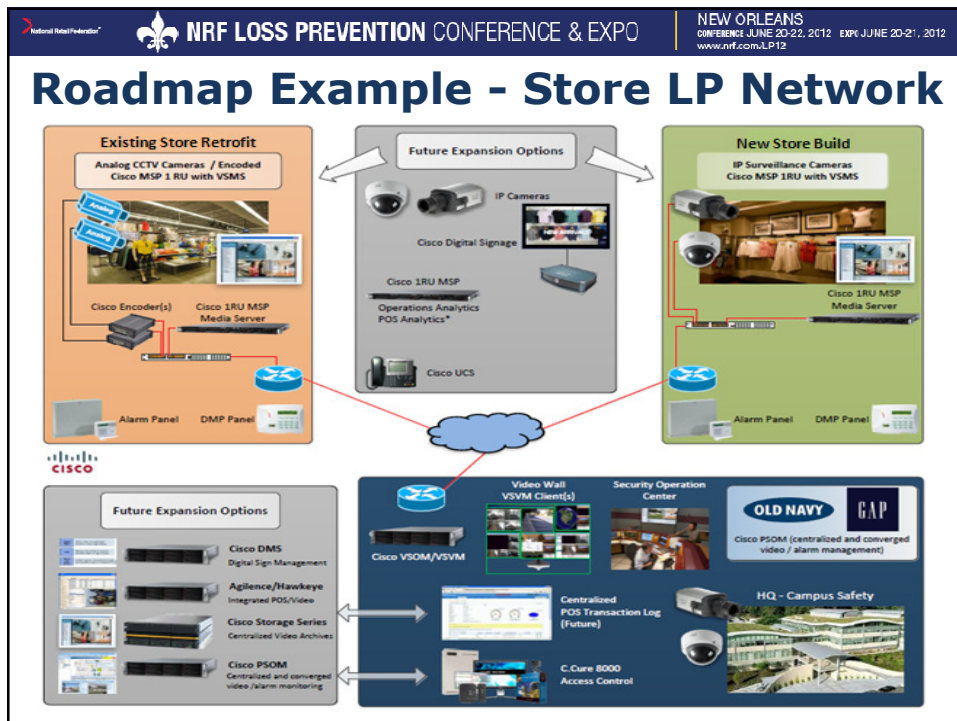 National Retail Federation
NRF LOSS PREVENTION CONFERENCE & EXPO
NEW ORLEANS
CONFERENCE JUNE 20-22, 2012 EXPO JUNE 20-21, 2012
www.nrf.com/LP12
Roadmap Example - Store LP Network
Existing Store Retrofit
Analog CCTV Cameras / Encoded
Cisco MSP 1 RU with VSMS
Analog
Analog
Cisco Encoder(s)
Cisco 1RU MSP
Media Server
Alarm Panel
DMP Panel
Future Expansion Options
IP Cameras
Cisco Digital Signage
NEW ARRIVALS
Cisco 1RU MSP
Operations Analytics
POS Analytics*
Cisco UCS
New Store Build
IP Surveillance Cameras
Cisco MSP 1RU with VSMS
Cisco 1RU MSP
Media Server
Alarm Panel
DMP Panel
CISCO
Future Expansion Options
Cisco DMS
Digital Sign Management
Agilence/Hawkeye
Integrated POS/Video
Cisco Storage Series
Centralized Video Archives
Cisco PSOM
Centralized and converged
video /alarm monitoring
Cisco VSOM/VSVM
Video Wall
VSVM Client(s)
Security Operation
Center
OLD NAVY
GAP
Cisco PSOM (centralized and converged
video / alarm management)
Centralized
POS Transaction Log
(Future)
C.Cure 8000
Access Control
HQ - Campus Safety